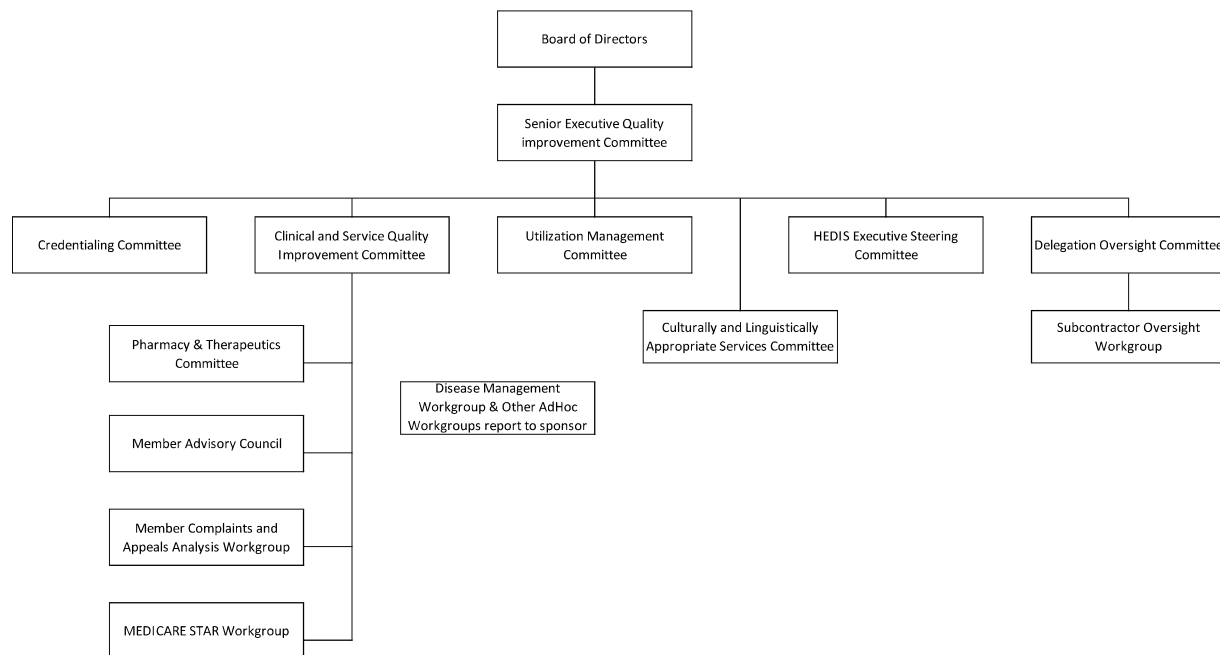 Board of Directors
Senior Executive Quality
improvement Committee
Credentialing Committee
Clinical and Service Quality
Improvement Committee
Utilization Management
Committee
HEDIS Executive Steering
Committee
Delegation Oversight Committee
Culturally and Linguistically
Appropriate Services Committee
Subcontractor Oversight
Workgroup
Pharmacy & Therapeutics
Committee
Disease Management
Workgroup & Other AdHoc
Workgroups report to sponsor
Member Advisory Council
Member Complaints and
Appeals Analysis Workgroup
MEDICARE STAR Workgroup